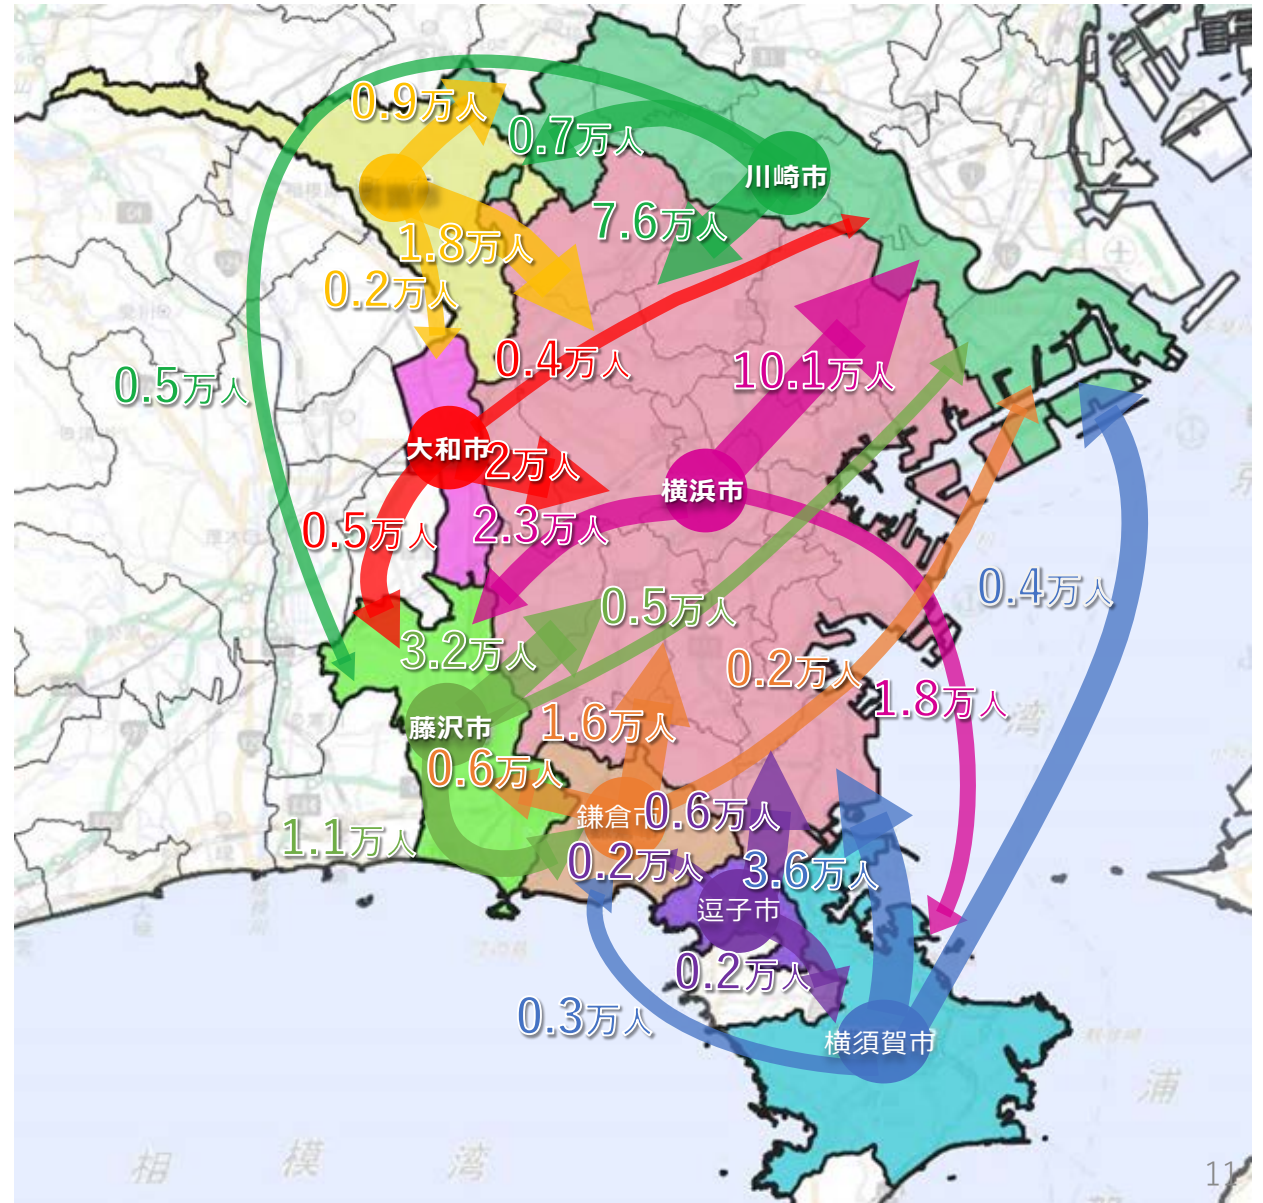 0.9万人
0.7万人
川崎市
7.6万人
1.8万人
0.2万人
0.4万人
10.1万人
0.5万人
大和市
2万人
横浜市
0.5万人
2.3万人
0.4万人
0.5万人
3.2万人
0.2万人
1.8万人
藤沢市
1.6万人
0.6万人
鎌倉市
0.6万人
1.1万人
0.2万人
3.6万人
逗子市
0.2万人
0.3万人
横須賀市
湾
浦
相模湾
11